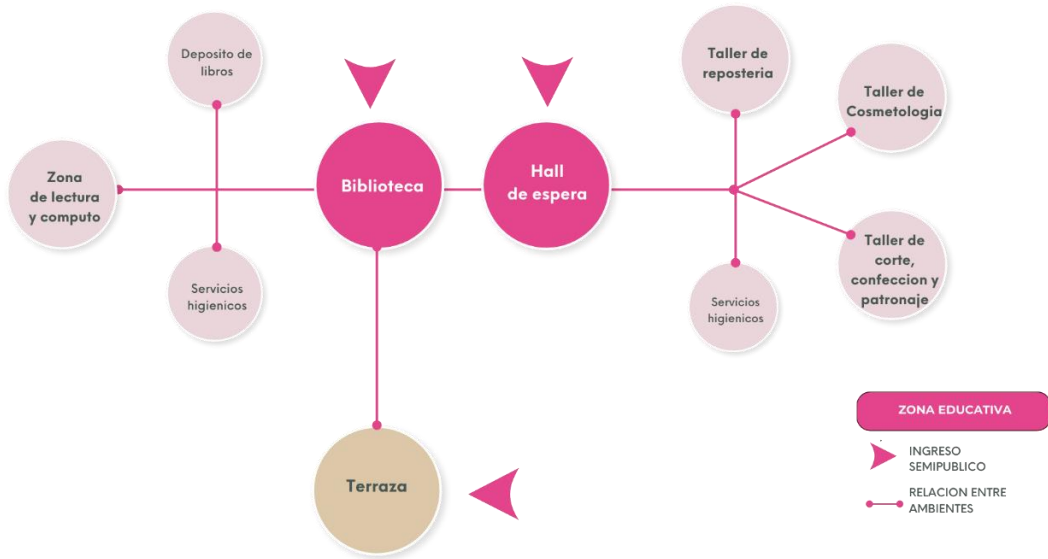 Deposito de
libros
Zona
de lectura
y computo
Servicios
higienicos
Biblioteca
Hall
de espera
Terraza
Taller de
reposteria
Taller de
Cosmetologia
Taller de
corte,
confeccion y
patronaje
Servicios
higienicos
ZONA EDUCATIVA
INGRESO
SEMIPUBLICO
RELACION ENTRE
AMBIENTES